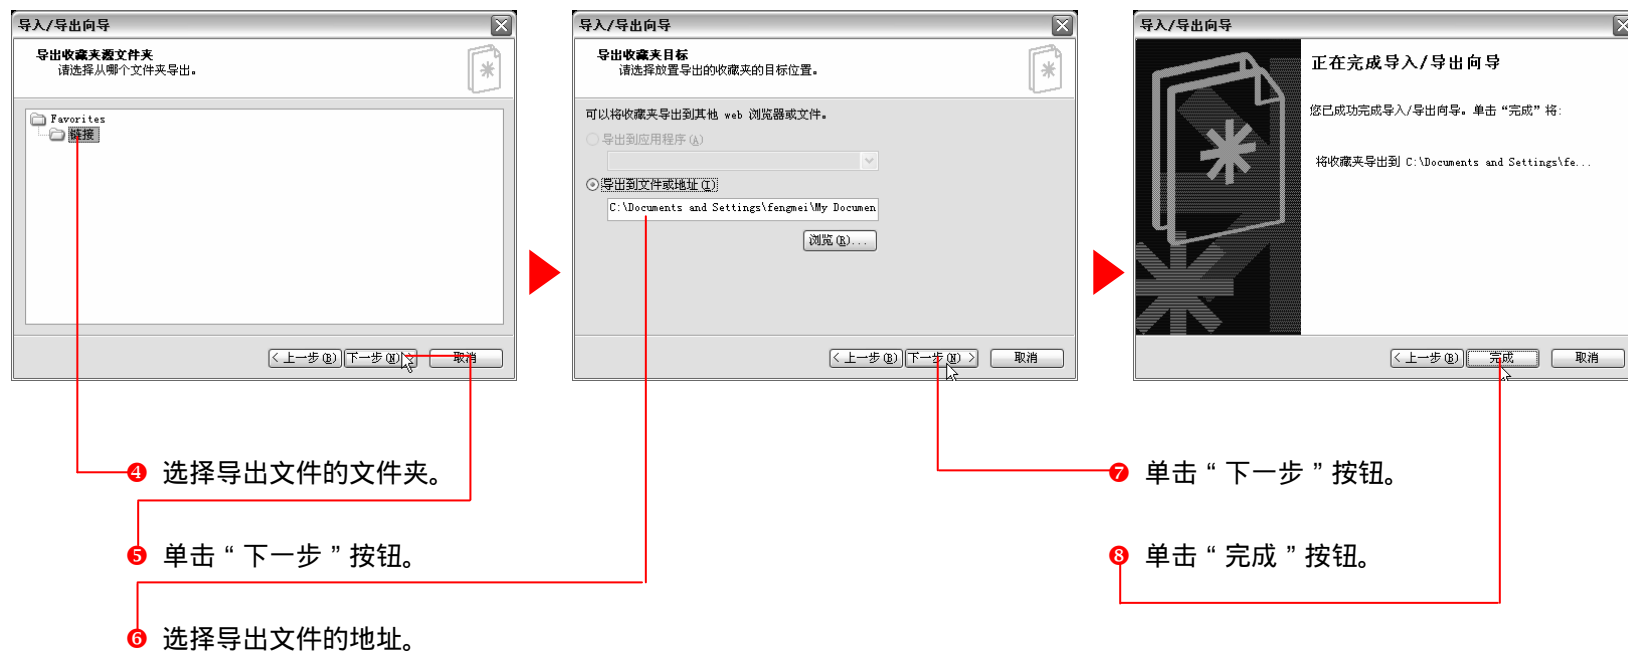 导入/导出向导
导出收藏夹源文件夹
请选择从哪个文件夹导出。
Favorites
链接
< 上一步(B)
下一步(N) >
取消
导入/导出向导
导出收藏夹目标
请选择放置导出的收藏夹的目标位置。
可以将收藏夹导出到其他 web 浏览器或文件。
导出到应用程序(A)
导出到文件或地址(I)
C:\Documents and Settings\fengmei\My Documen
浏览(R)...
< 上一步(B)
下一步(N) >
取消
导入/导出向导
正在完成导入/导出向导
您已成功完成导入/导出向导。单击“完成”将:
将收藏夹导出到 C:\Documents and Settings\fe...
< 上一步(B)
完成
取消
4 选择导出文件的文件夹。
5 单击“下一步”按钮。
6 选择导出文件的地址。
7 单击“下一步”按钮。
8 单击“完成”按钮。